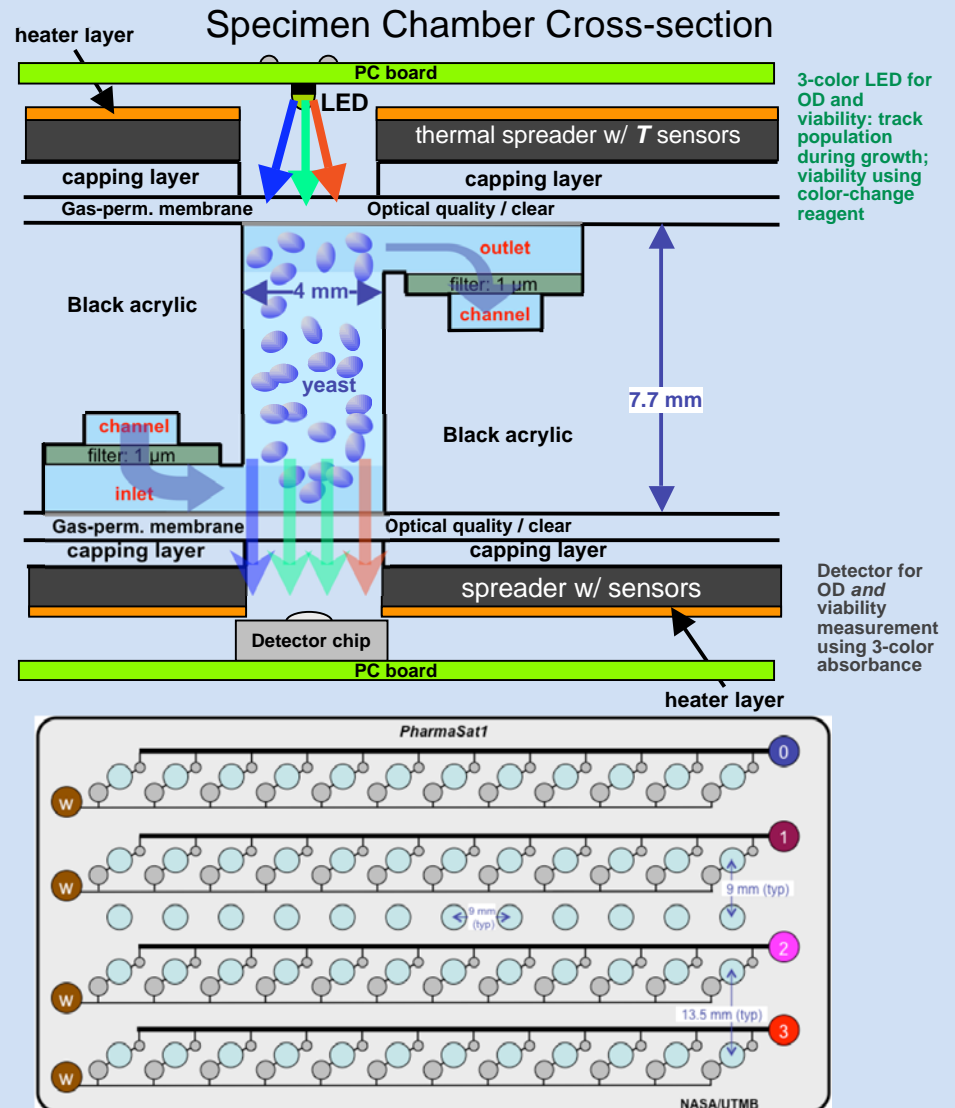 Specimen Chamber Cross-section
heater layer
PC board
LED
3-color LED for
OD and
viability: track
population
during growth;
viability using
color-change
reagent
thermal spreader w/ T sensors
capping layer
capping layer
Gas-perm. membrane
Optical quality / clear
outlet
filter: 1 µm
channel
4 mm
Black acrylic
yeast
7.7 mm
channel
filter: 1 µm
inlet
Black acrylic
Gas-perm. membrane
Optical quality / clear
capping layer
capping layer
spreader w/ sensors
Detector for
OD and
viability
measurement
using 3-color
absorbance
Detector chip
PC board
heater layer
PharmaSat1
0
W
1
W
9 mm (typ)
9 mm
(typ)
2
W
13.5 mm (typ)
3
W
NASA/UTMB